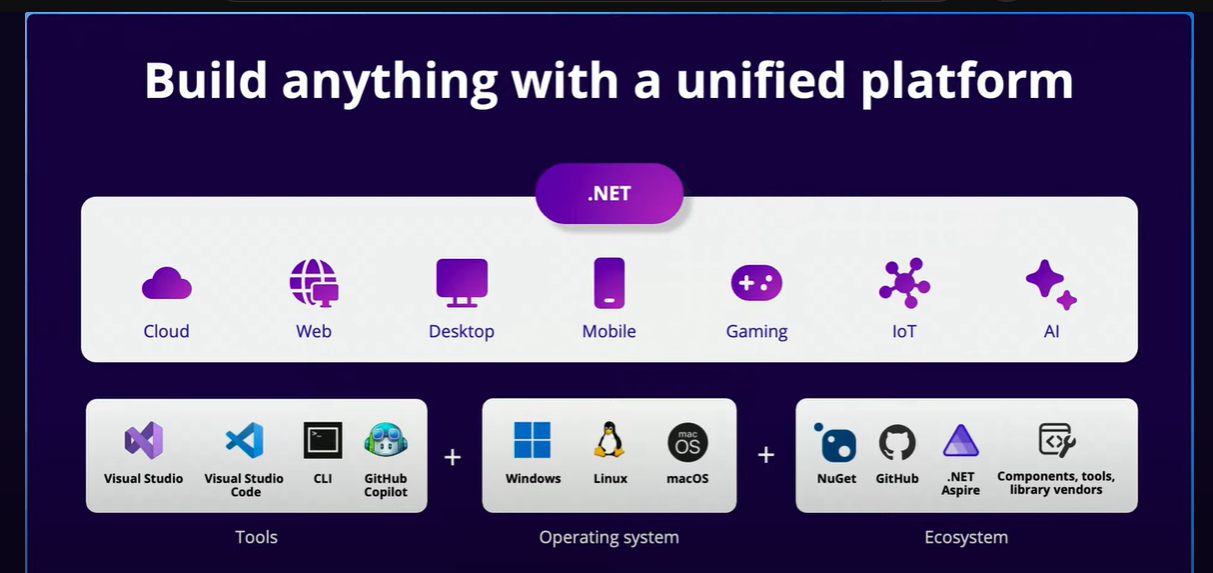 Build anything with a unified platform
.NET
Cloud
Web
Desktop
Mobile
Gaming
IoT
AI
Visual Studio
Visual Studio
Code
CLI
GitHub
Copilot
+
Windows
Linux
mac
OS
macOS
+
NuGet
GitHub
.NET
Aspire
Components, tools,
library vendors
Tools
Operating system
Ecosystem